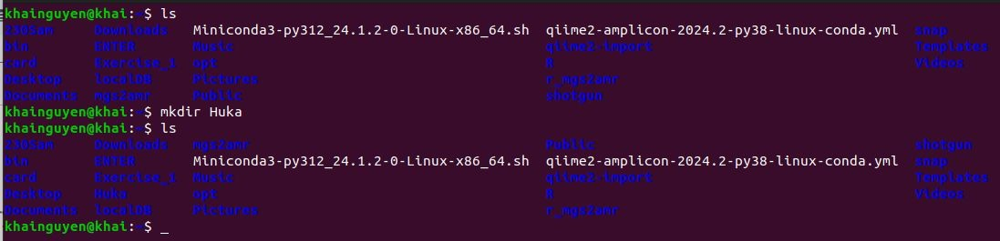 khainguyen@khai:~$ ls
230Sam Downloads Miniconda3-py312_24.1.2-0-Linux-x86_64.sh qiime2-amplicon-2024.2-py38-linux-conda.yml snap
bin ENTER Music qiime2-import Templates
card Exercise_1 opt R Videos
Desktop localDB Pictures r_mgs2amr
Documents mgs2amr Public shotgun
khainguyen@khai:~$ mkdir Huka
khainguyen@khai:~$ ls
230Sam Downloads mgs2amr Public shotgun
bin ENTER Miniconda3-py312_24.1.2-0-Linux-x86_64.sh qiime2-amplicon-2024.2-py38-linux-conda.yml snap
card Exercise_1 Music qiime2-import Templates
Desktop Huka opt R Videos
Documents localDB Pictures r_mgs2amr
khainguyen@khai:~$ _